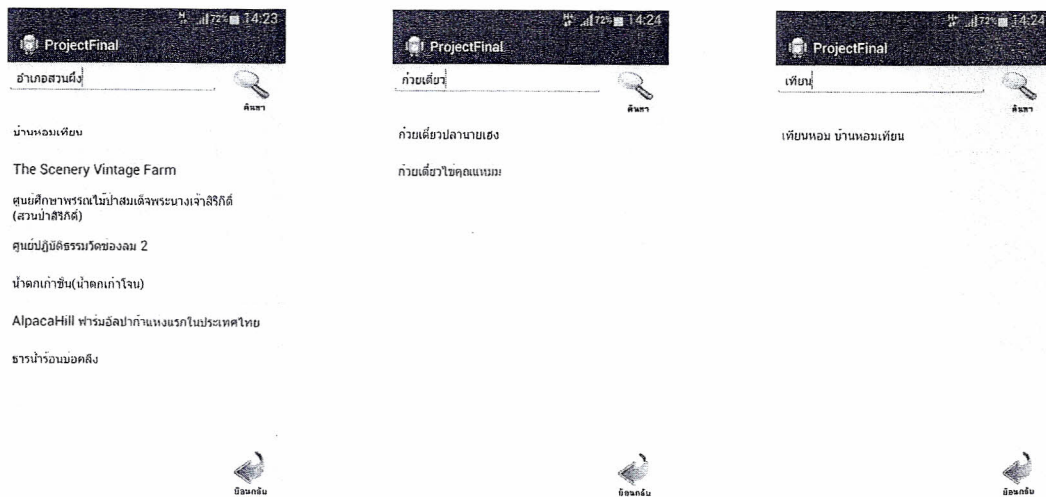 H 72% 14:23
ProjectFinal
อำเภอสวนผึ้ง
ค้นหา
บ้านหอมเทียน
The Scenery Vintage Farm
ศูนย์ศึกษาพรรณไม้ป่าสมเด็จพระนางเจ้าสิริกิติ์
(สวนป่าสิริกิติ์)
ศูนย์ปฏิบัติธรรมวัดช่องลม 2
น้ำตกเก้าชั้น(น้ำตกเก้าโจน)
AlpacaHill ฟาร์มอัลปาก้าแหงแรกในประเทศไทย
ธารน้ำร้อนบ่อคลึง
ย้อนกลับ
H+ 72% 14:24
ProjectFinal
ก๋วยเตี๋ยว
ค้นหา
ก๋วยเตี๋ยวปลานายเฮง
ก๋วยเตี๋ยวไข่คุณแหม่ม
ย้อนกลับ
H+ 72% 14:24
ProjectFinal
เทียน
ค้นหา
เทียนหอม บ้านหอมเทียน
ย้อนกลับ